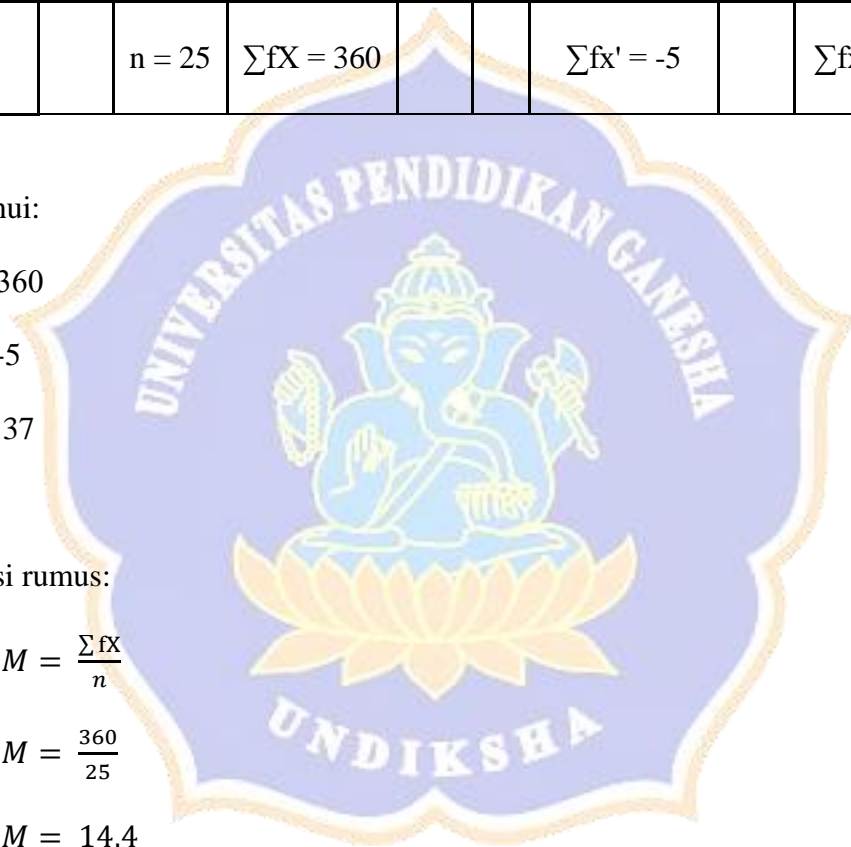 n = 25 ∑fX = 360 ∑fx' = -5
360
-5
37
si rumus:
M = ∑fX/n
M = 360/25
M = 14.4
UNIVERSITAS PENDIDIKAN GANESHA
UNDIKSHA